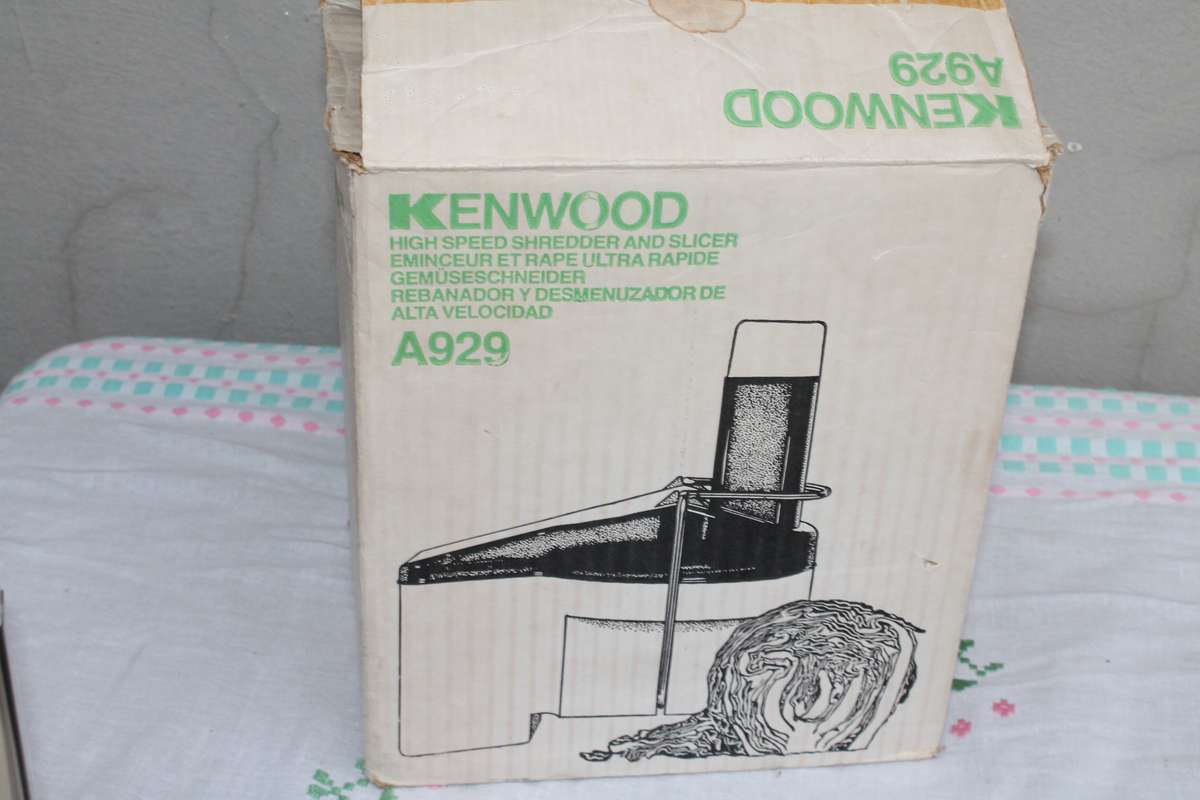 KENWOOD
A929
KENWOOD
HIGH SPEED SHREDDER AND SLICER
EMINCEUR ET RAPE ULTRA RAPIDE
GEMÜSESCHNEIDER
REBANADOR Y DESMENUZADOR DE
ALTA VELOCIDAD
A929